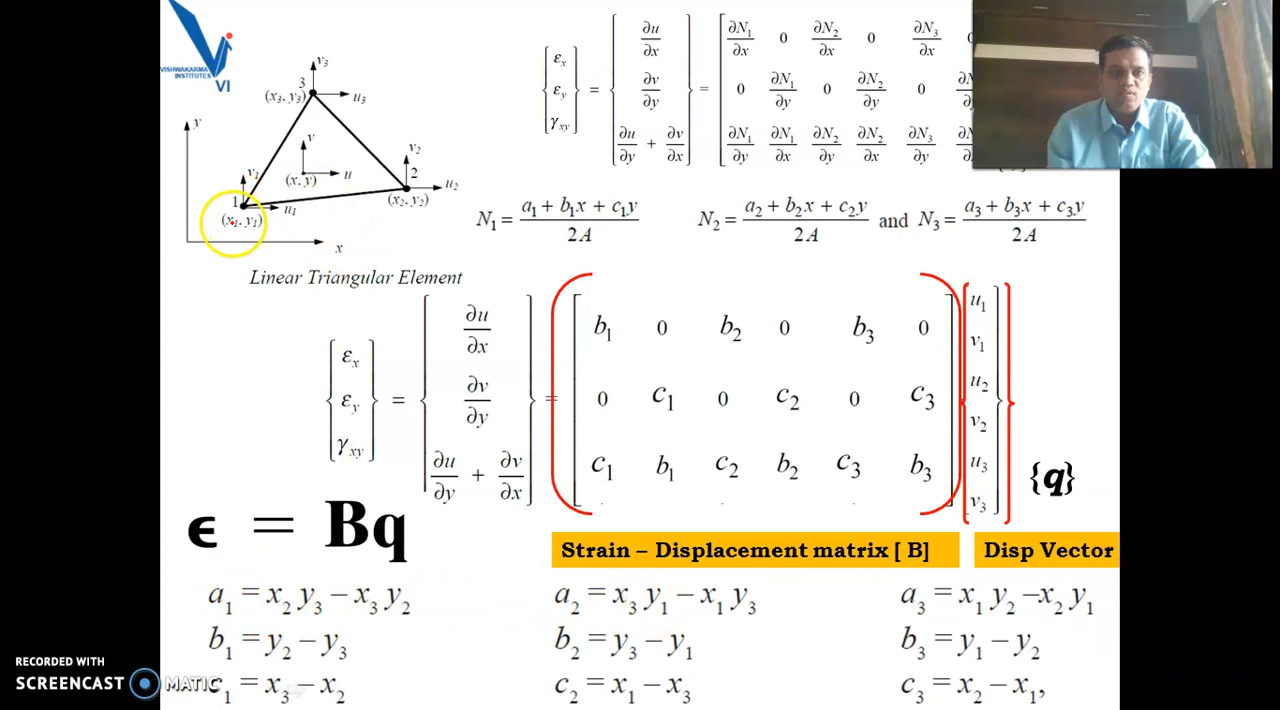 VISHWAKARMA
INSTITUTES
VI
y
x
v₃
3
(x₃, y₃)
u₃
v
(x, y)
u
v₂
2
u₂
(x₂, y₂)
v₁
1
u₁
(x₁, y₁)
Linear Triangular Element
{εx, εy, γxy} = {∂u/∂x, ∂v/∂y, ∂u/∂y + ∂v/∂x} =
∂N₁/∂x 0 ∂N₂/∂x 0 ∂N₃/∂x
0 ∂N₁/∂y 0 ∂N₂/∂y 0
∂N₁/∂y ∂N₁/∂x ∂N₂/∂y ∂N₂/∂x ∂N₃/∂y
N₁ = (a₁ + b₁x + c₁y)/2A N₂ = (a₂ + b₂x + c₂y)/2A and N₃ = (a₃ + b₃x + c₃y)/2A
{εx, εy, γxy} = {∂u/∂x, ∂v/∂y, ∂u/∂y + ∂v/∂x} =
b₁ 0 b₂ 0 b₃ 0
0 c₁ 0 c₂ 0 c₃
c₁ b₁ c₂ b₂ c₃ b₃
u₁
v₁
u₂
v₂
u₃
v₃
{q}
ϵ = Bq
Strain – Displacement matrix [ B]
Disp Vector
a₁ = x₂ y₃ – x₃ y₂ a₂ = x₃ y₁ – x₁ y₃ a₃ = x₁ y₂ –x₂ y₁
b₁ = y₂ – y₃ b₂ = y₃ – y₁ b₃ = y₁ – y₂
c₁ = x₃ – x₂ c₂ = x₁ – x₃ c₃ = x₂ – x₁,
RECORDED WITH
SCREENCAST MATIC